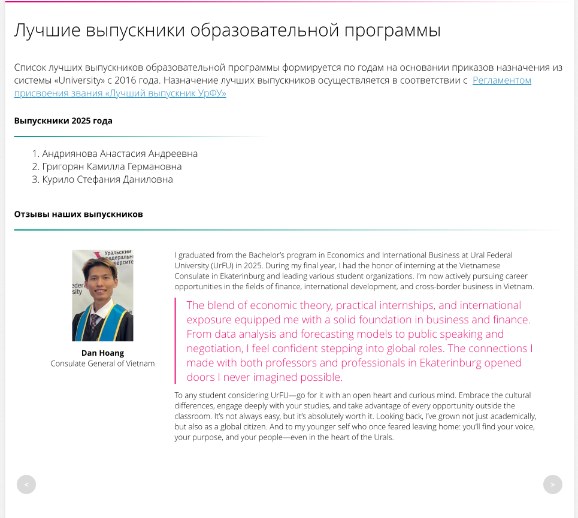 Лучшие выпускники образовательной программы
Список лучших выпускников образовательной программы формируется по годам на основании приказов назначения из
системы «University» с 2016 года. Назначение лучших выпускников осуществляется в соответствии с Регламентом
присвоения звания «Лучший выпускник УрФУ»
Выпускники 2025 года
1. Андриянова Анастасия Андреевна
2. Григорян Камилла Германовна
3. Курило Стефания Даниловна
Отзывы наших выпускников
Dan Hoang
Consulate General of Vietnam
I graduated from the Bachelor's program in Economics and International Business at Ural Federal
University (UrFU) in 2025. During my final year, I had the honor of interning at the Vietnamese
Consulate in Ekaterinburg and leading various student organizations. I'm now actively pursuing career
opportunities in the fields of finance, international development, and cross-border business in Vietnam.
The blend of economic theory, practical internships, and international
exposure equipped me with a solid foundation in business and finance.
From data analysis and forecasting models to public speaking and
negotiation, I feel confident stepping into global roles. The connections I
made with both professors and professionals in Ekaterinburg opened
doors I never imagined possible.
To any student considering UrFU—go for it with an open heart and curious mind. Embrace the cultural
differences, engage deeply with your studies, and take advantage of every opportunity outside the
classroom. It's not always easy, but it's absolutely worth it. Looking back, I've grown not just academically,
but also as a global citizen. And to my younger self who once feared leaving home: you'll find your voice,
your purpose, and your people—even in the heart of the Urals.